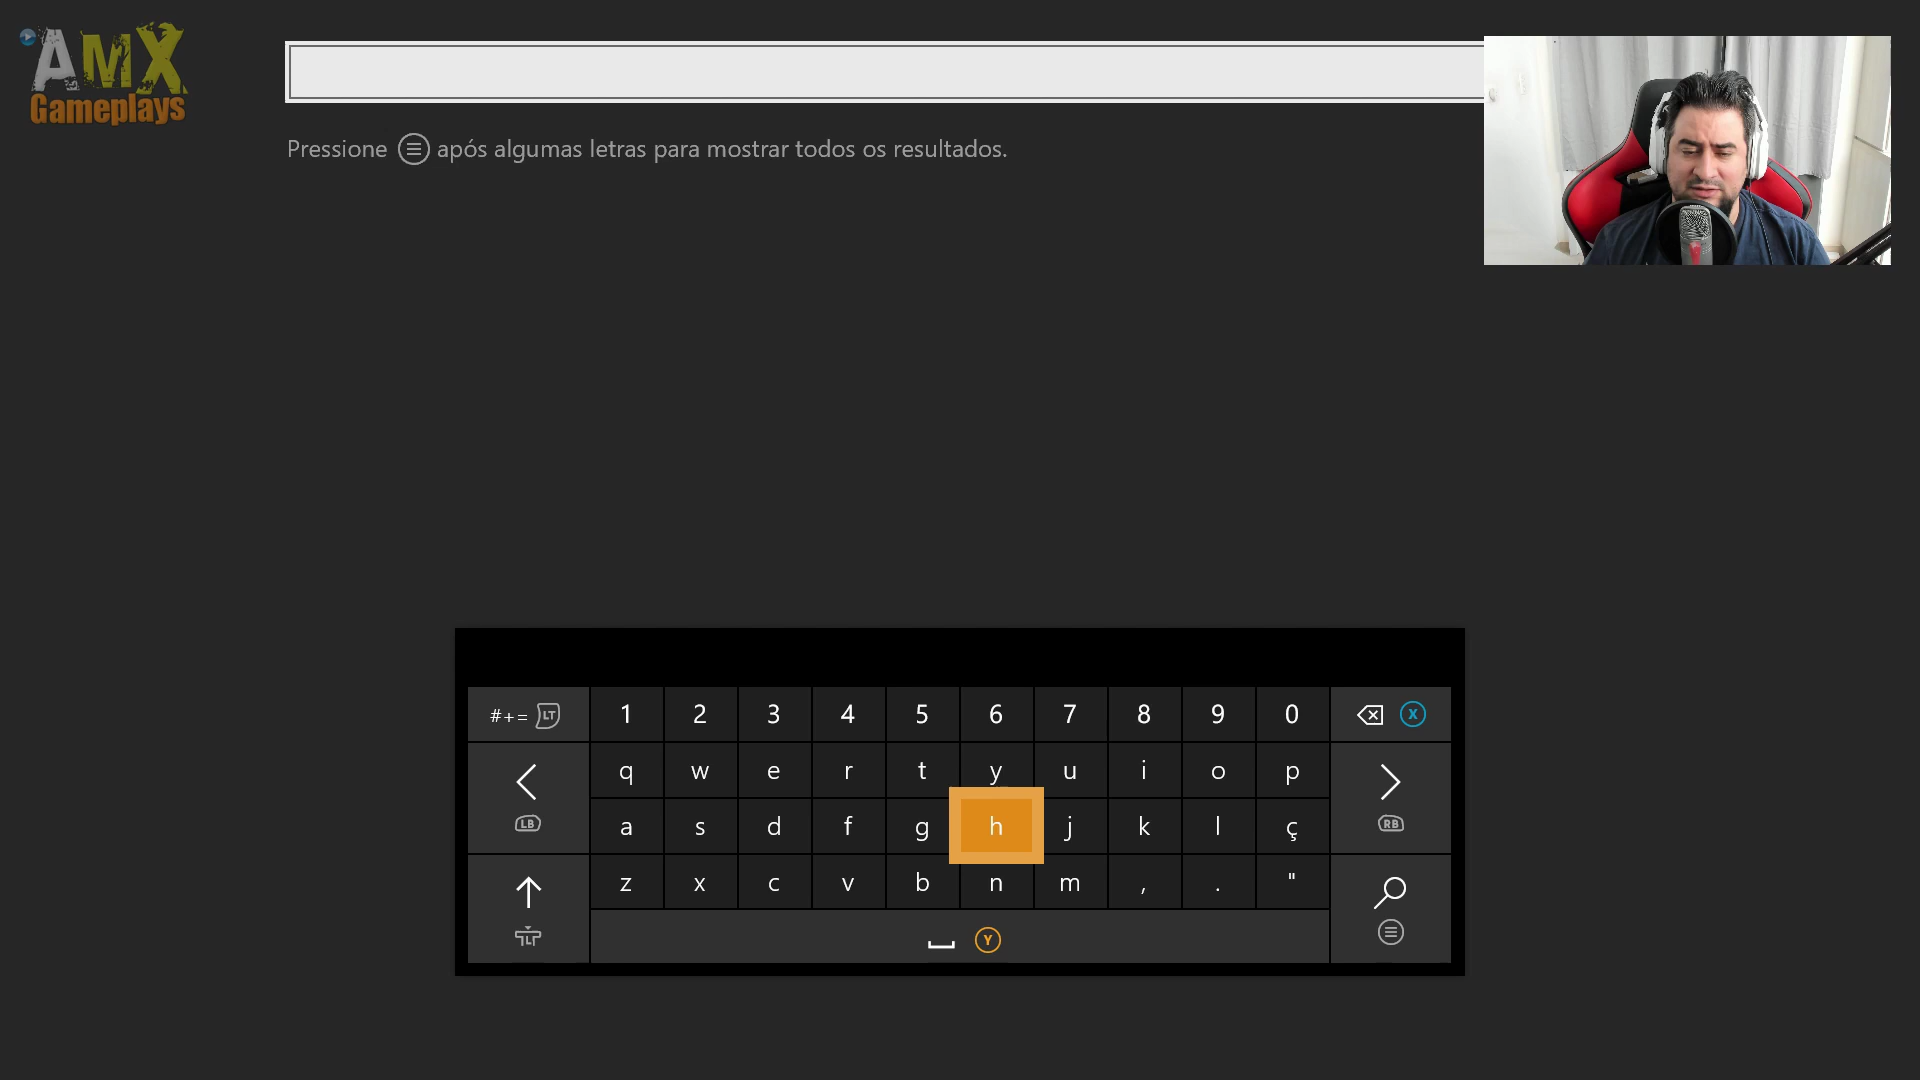 AMX
Gameplays
Pressione ☰ após algumas letras para mostrar todos os resultados.
#+= LT 1 2 3 4 5 6 7 8 9 0 X
LB q w e r t y u i o p RB
a s d f g h j k l ç
LT z x c v b n m , . "
Y